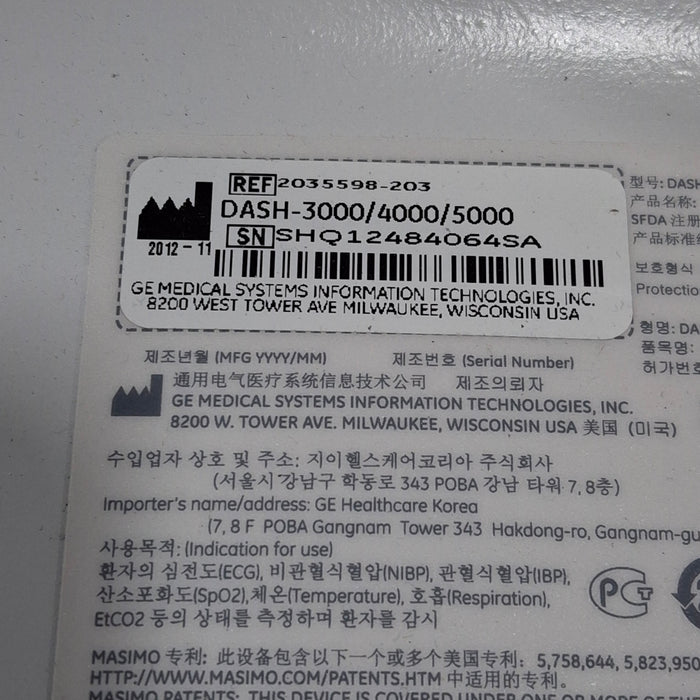 REF 2035598-203
DASH-3000/4000/5000
SN SHQ12484064SA
2012-11
GE MEDICAL SYSTEMS INFORMATION TECHNOLOGIES, INC.
8200 WEST TOWER AVE MILWAUKEE, WISCONSIN USA
型号: DASH
产品名称:
SFDA 注册
产品标准
보호형식
Protection
형명: DA
품목명:
허가번호
제조년월 (MFG YYYY/MM) 제조번호 (Serial Number)
通用电气医疗系统信息技术公司 제조의뢰자
GE MEDICAL SYSTEMS INFORMATION TECHNOLOGIES, INC.
8200 W. TOWER AVE. MILWAUKEE, WISCONSIN USA 美国 (미국)
수입업자 상호 및 주소: 지이헬스케어코리아 주식회사
(서울시강남구 학동로 343 POBA 강남 타워 7, 8층)
Importer's name/address: GE Healthcare Korea
(7, 8 F POBA Gangnam Tower 343 Hakdong-ro, Gangnam-gu
사용목적: (Indication for use)
환자의 심전도(ECG), 비관혈식혈압(NIBP), 관혈식혈압(IBP),
산소포화도(SpO2),체온(Temperature), 호흡(Respiration),
EtCO2 등의 상태를 측정하며 환자를 감시
MASIMO 专利: 此设备包含以下一个或多个美国专利: 5,758,644, 5,823,950
HTTP://WWW.MASIMO.COM/PATENTS.HTM 中适用的专利.
MASIMO PATENTS: THIS DEVICE IS COVERED UNDER ONE OR MORE